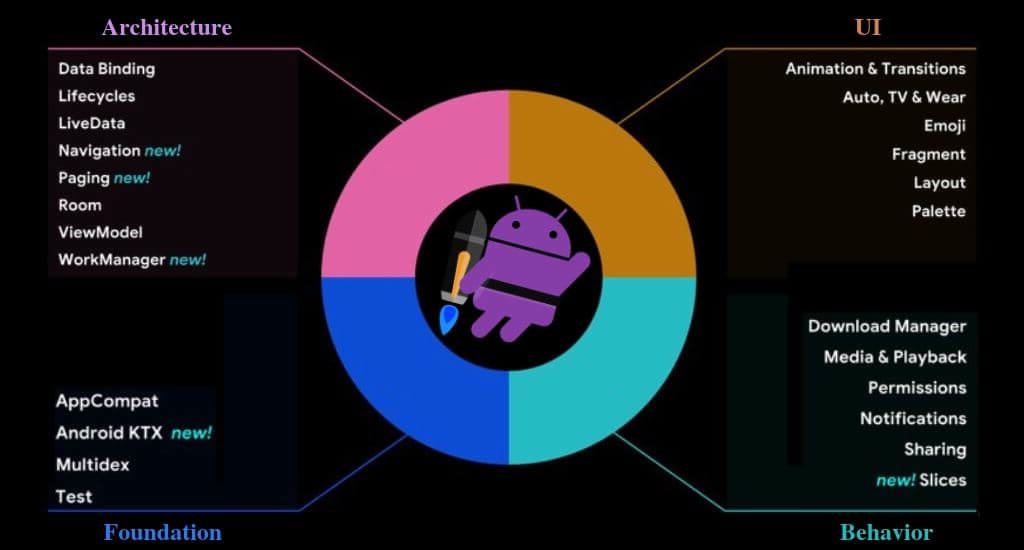 Architecture
Data Binding
Lifecycles
LiveData
Navigation new!
Paging new!
Room
ViewModel
WorkManager new!
UI
Animation & Transitions
Auto, TV & Wear
Emoji
Fragment
Layout
Palette
AppCompat
Android KTX new!
Multidex
Test
Foundation
Download Manager
Media & Playback
Permissions
Notifications
Sharing
new! Slices
Behavior